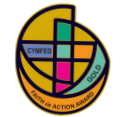 CYMFED
GOLD
FAITH in ACTION AWARD